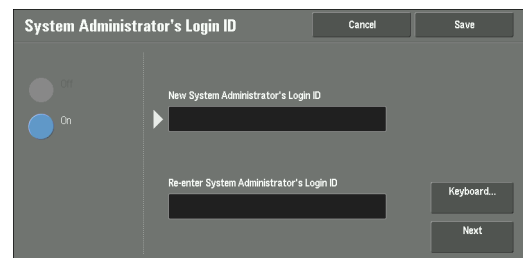 System Administrator's Login ID
Cancel
Save
Off
On
New System Administrator's Login ID
Re-enter System Administrator's Login ID
Keyboard...
Next